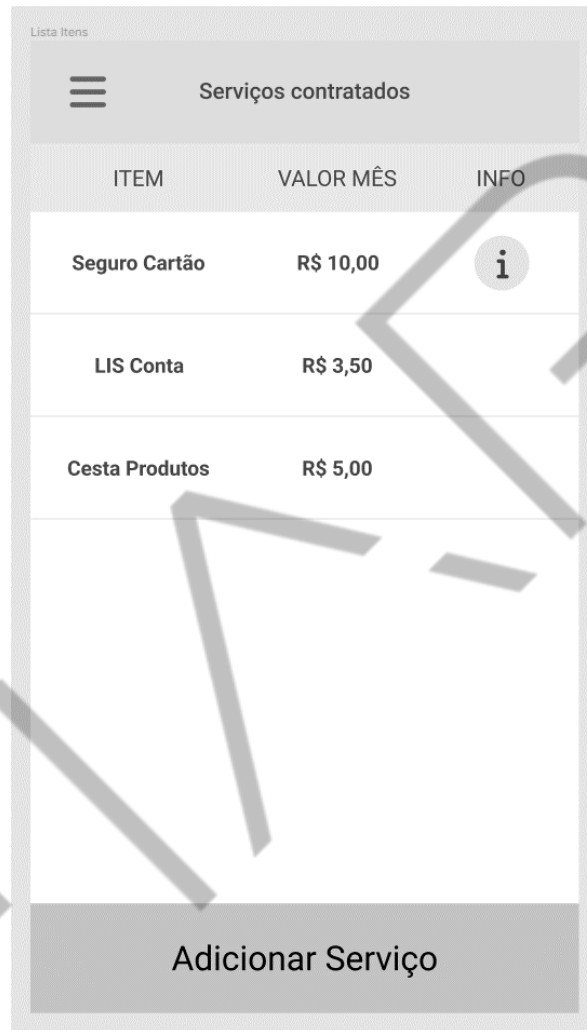 Lista Itens
Serviços contratados
ITEM VALOR MÊS INFO
Seguro Cartão R$ 10,00 i
LIS Conta R$ 3,50
Cesta Produtos R$ 5,00
Adicionar Serviço